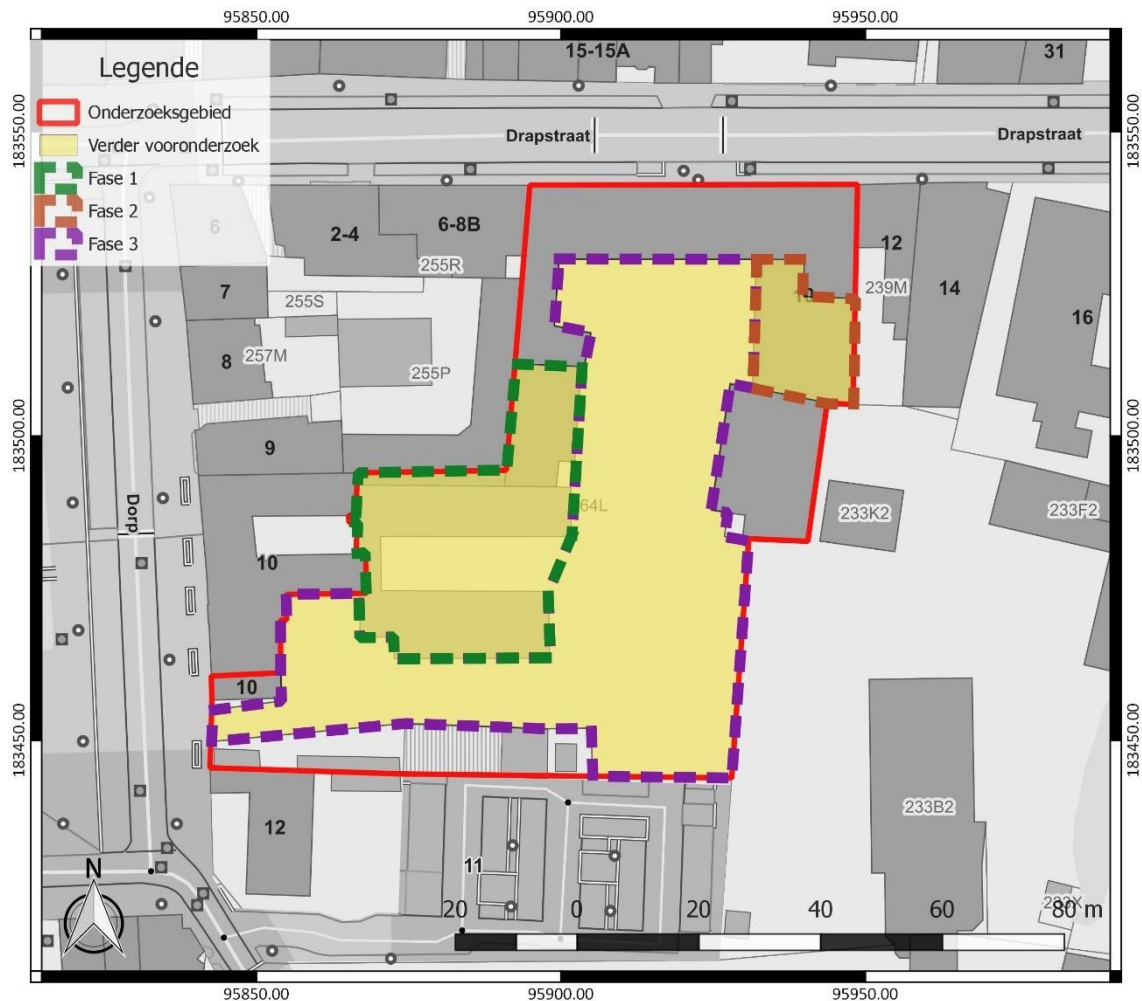 95850.00 95900.00 95950.00
15-15A 31
Legende
Onderzoeksgebied
Verder vooronderzoek
Fase 1
Fase 2
Fase 3
183550.00 183550.00
Drapstraat Drapstraat
6 2-4 6-8B 12
255R 239M
7 255S 14 16
8 257M 255P
183500.00 183500.00
9
Dorp
64L 233K2 233F2
10
10
183450.00 183450.00
12 11 233B2
N
20 0 20 40 60 80 m
95850.00 95900.00 95950.00